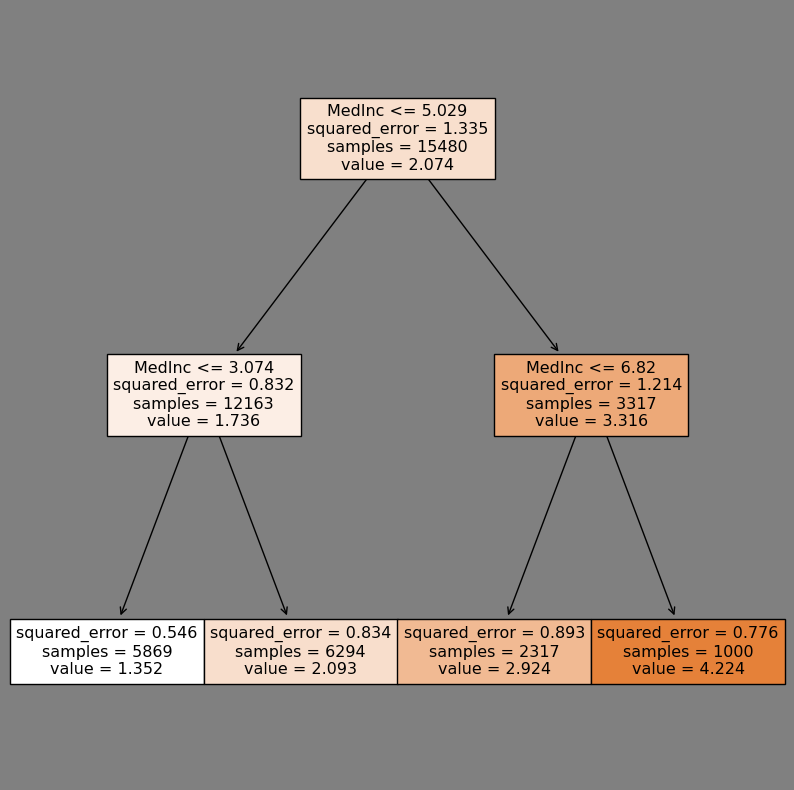 MedInc <= 5.029
squared_error = 1.335
samples = 15480
value = 2.074
MedInc <= 3.074
squared_error = 0.832
samples = 12163
value = 1.736
MedInc <= 6.82
squared_error = 1.214
samples = 3317
value = 3.316
squared_error = 0.546
samples = 5869
value = 1.352
squared_error = 0.834
samples = 6294
value = 2.093
squared_error = 0.893
samples = 2317
value = 2.924
squared_error = 0.776
samples = 1000
value = 4.224